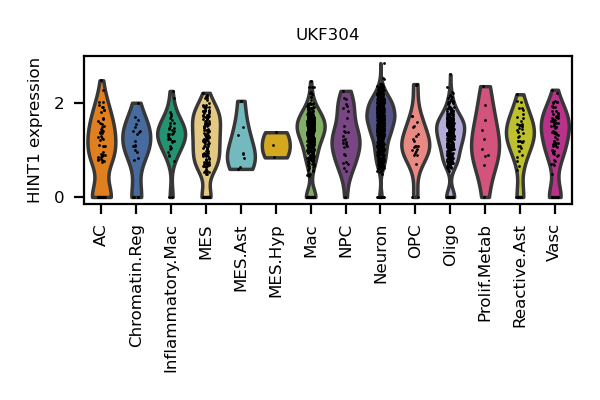 UKF304
HINT1 expression
2
0
AC
Chromatin.Reg
Inflammatory.Mac
MES
MES.Ast
MES.Hyp
Mac
NPC
Neuron
OPC
Oligo
Prolif.Metab
Reactive.Ast
Vasc